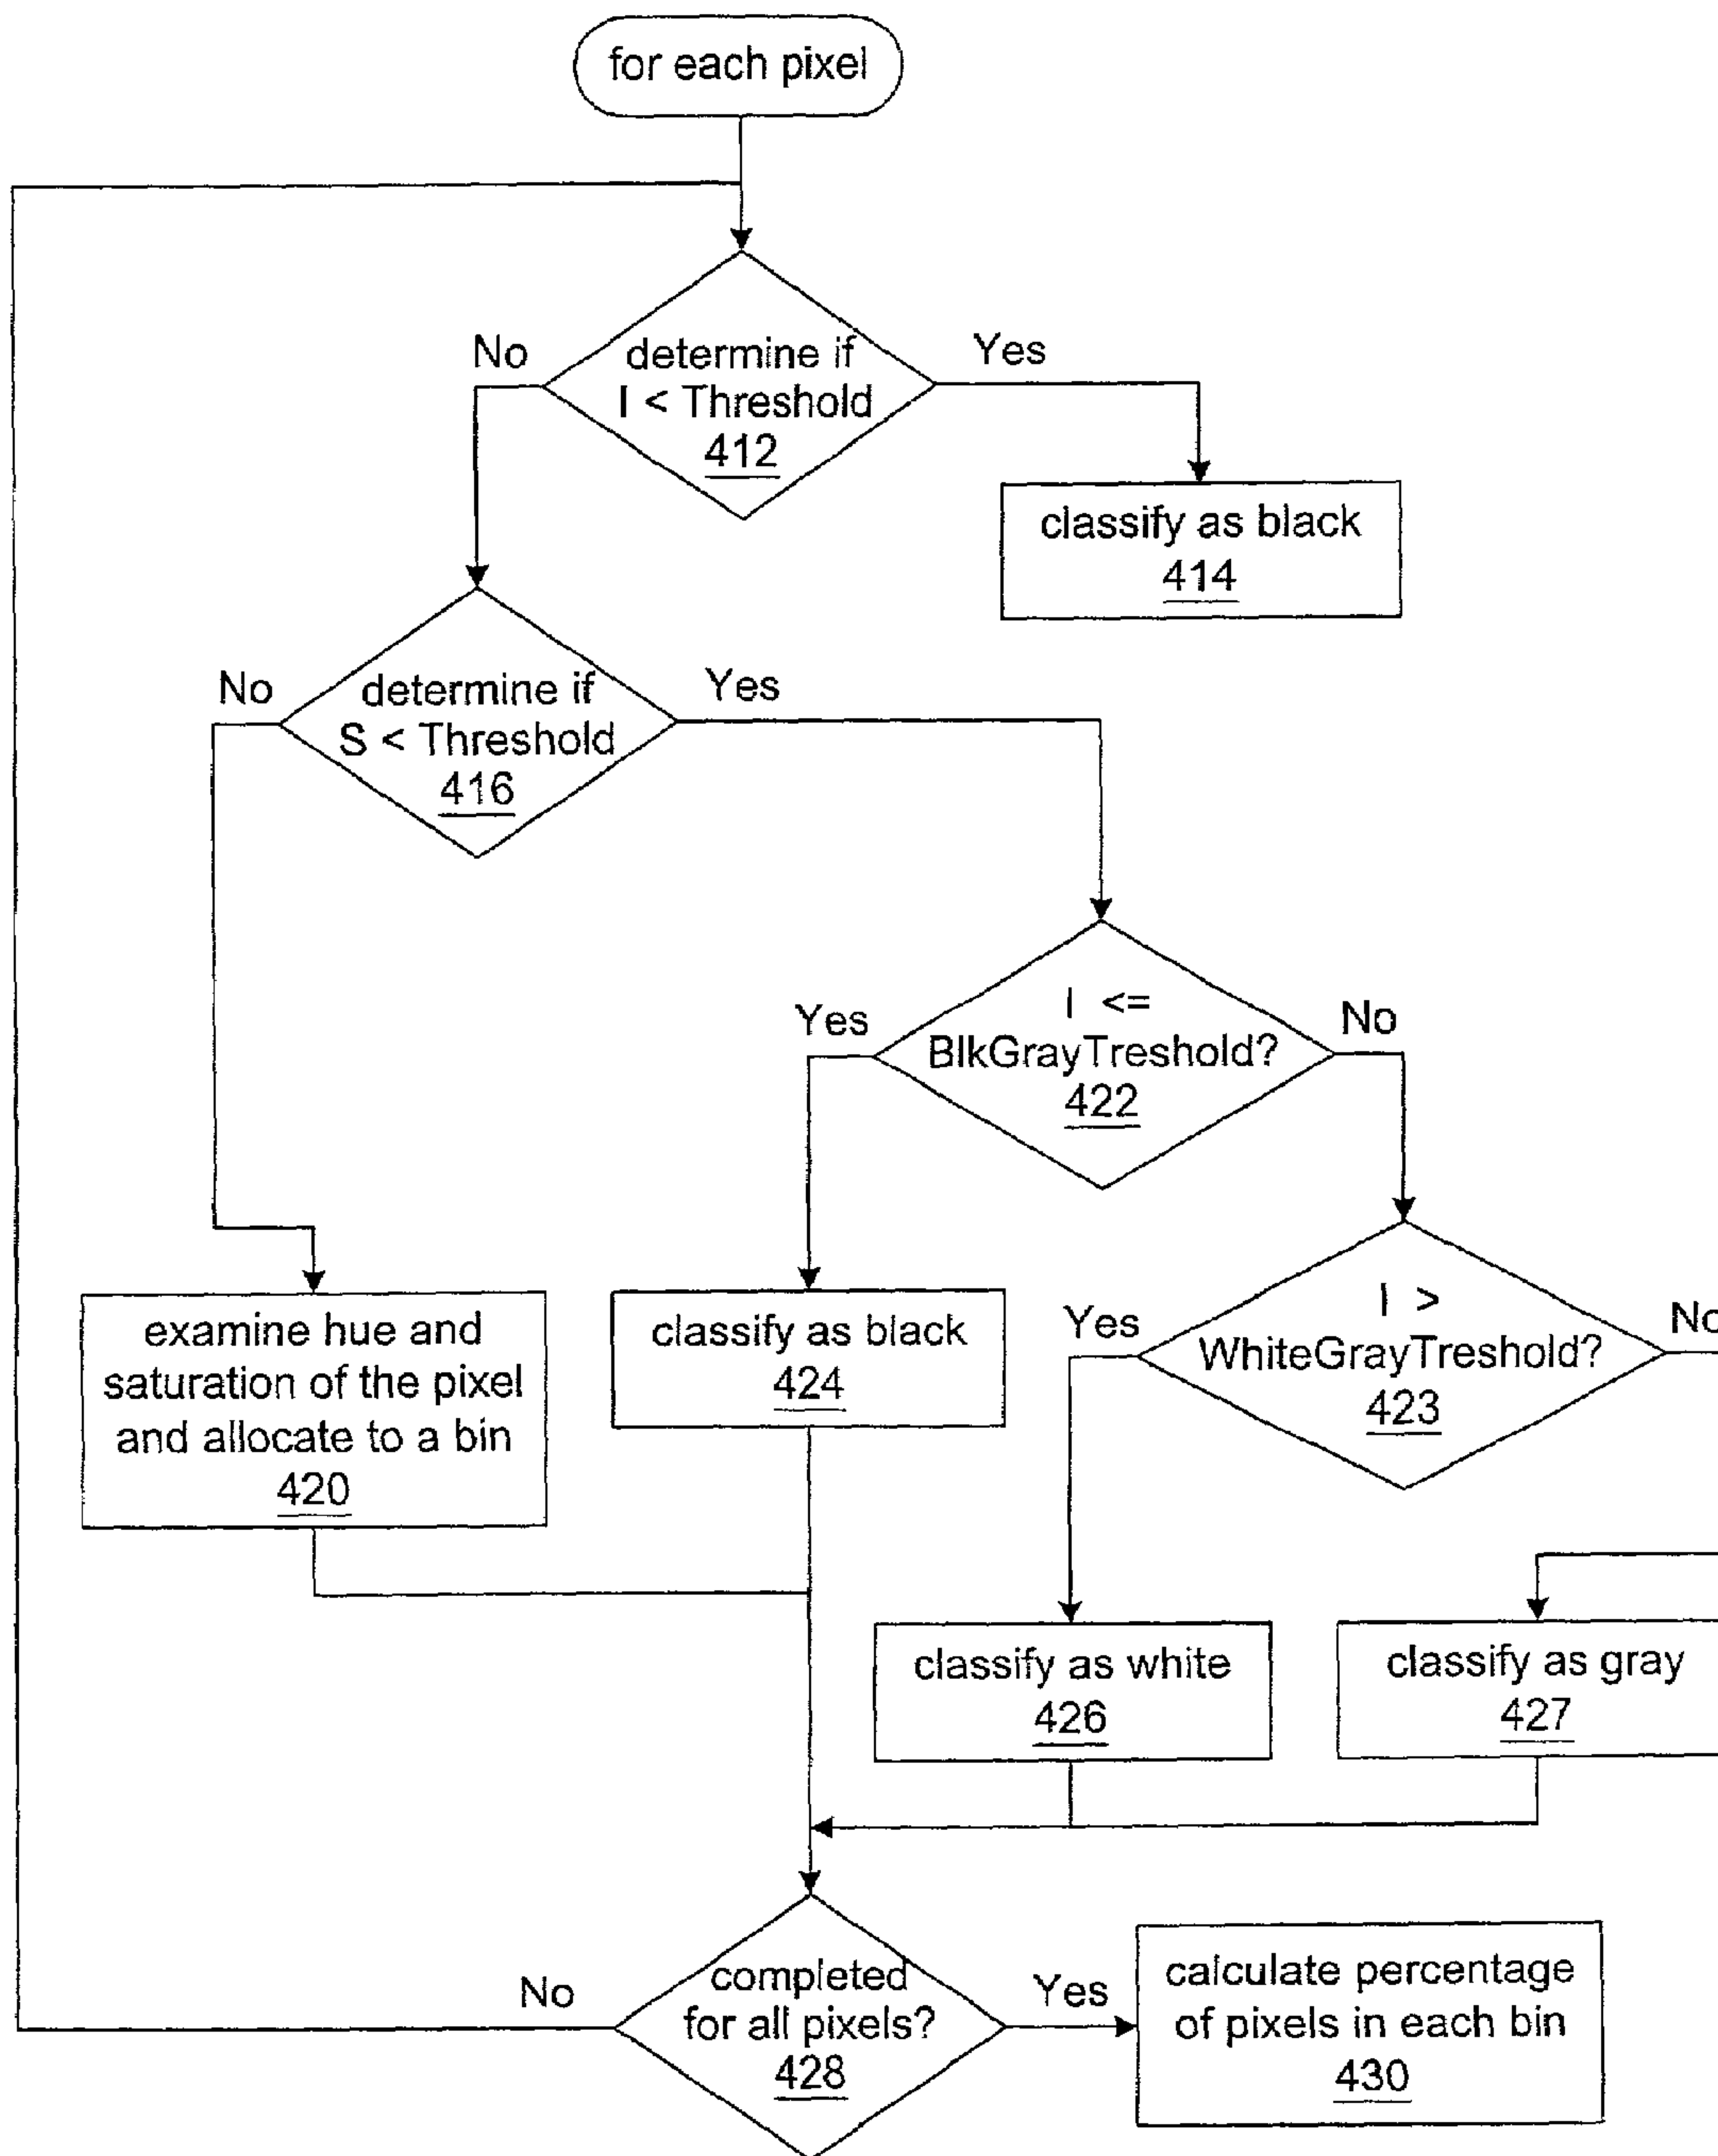 for each pixel
No
determine if
Yes
I < Threshold
412
classify as black
414
No
determine if
Yes
S < Threshold
416
I <=
Yes
No
BlkGrayTreshold?
422
I >
Yes
No
WhiteGrayTreshold?
423
examine hue and
saturation of the pixel
and allocate to a bin
420
classify as black
424
classify as white
426
classify as gray
427
completed
No
Yes
for all pixels?
428
calculate percentage
of pixels in each bin
430